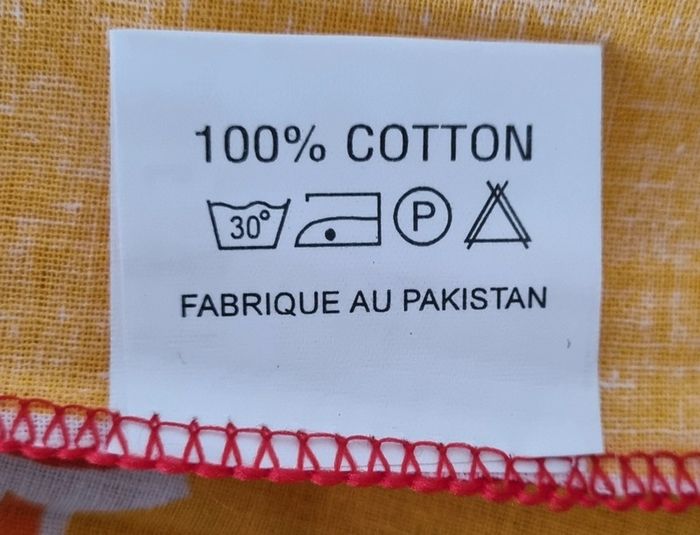 100% COTTON
30° P
FABRIQUE AU PAKISTAN